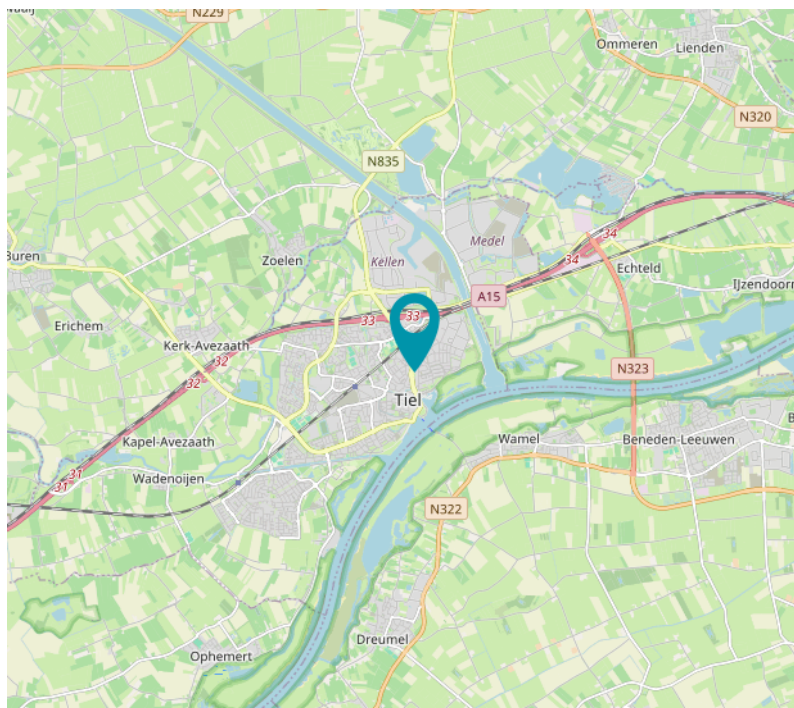 N229
Ommeren
Lienden
N320
N835
Medel
34
Zoelen
Kellen
34
Buren
Echteld
IJzendoorn
A15
Erichem
33
33
Kerk-Avezaath
32
N323
32
Tiel
Kapel-Avezaath
Wamel
Beneden-Leeuwen
31
Wadenoijen
31
N322
Dreumel
Ophemert